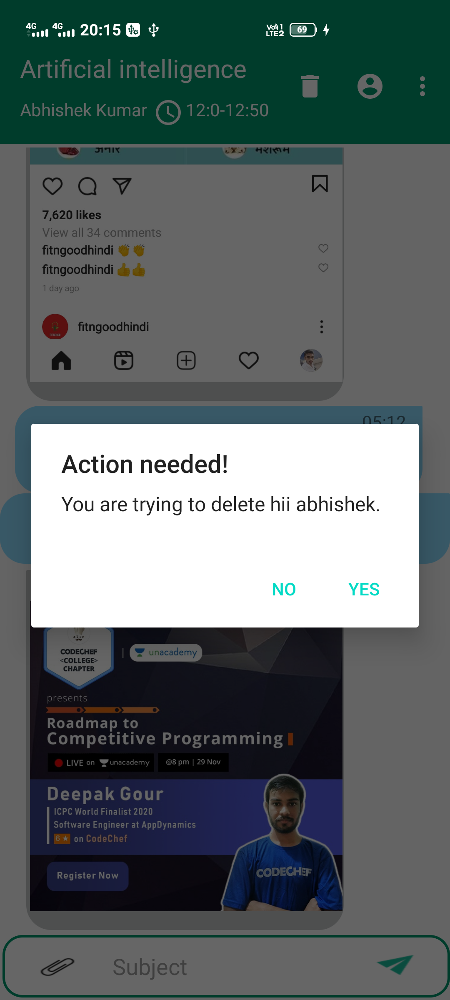 4G 4G 20:15 Vo)) 1 LTE 2 69
Artificial intelligence
Abhishek Kumar 12:0-12:50
अनार मशरूम
7,620 likes
View all 34 comments
fitngoodhindi 👏👏
fitngoodhindi 👍👍
1 day ago
FITNGOOD
fitngoodhindi
05:12
Action needed!
You are trying to delete hii abhishek.
NO YES
CODECHEF
<COLLEGE>
CHAPTER
| unacademy
presents
Roadmap to
Competitive Programming
LIVE on unacademy @8 pm | 29 Nov
Deepak Gour
ICPC World Finalist 2020
Software Engineer at AppDynamics
6 ★ on CodeChef
CODECHEF
Register Now
Subject